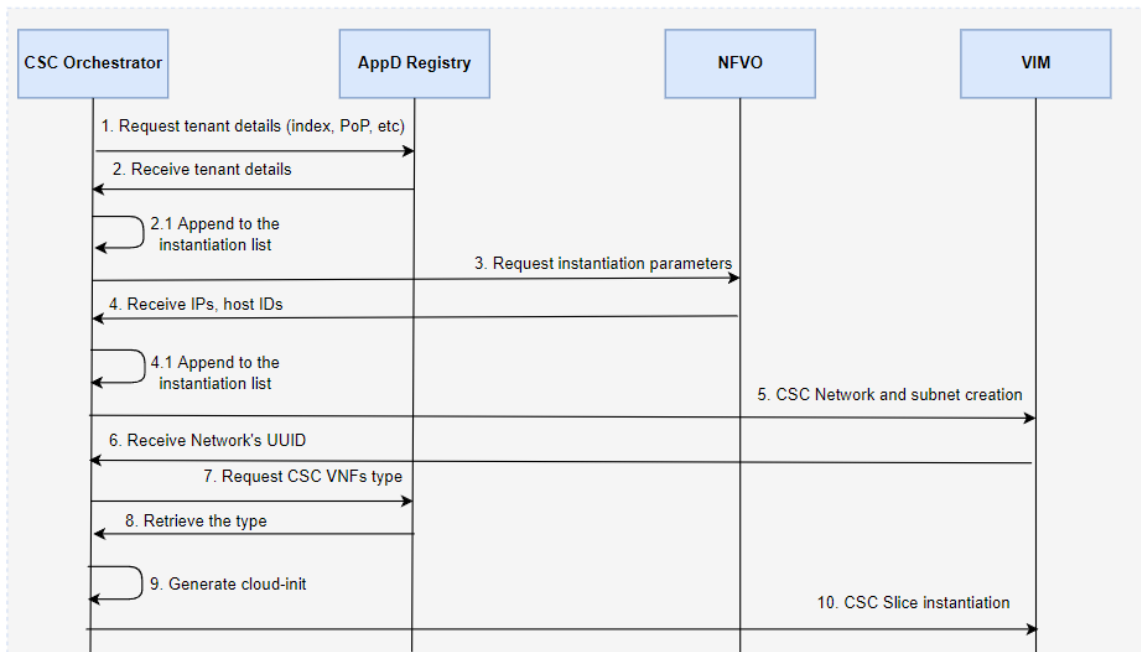 CSC Orchestrator
AppD Registry
NFVO
VIM
1. Request tenant details (index, PoP, etc)
2. Receive tenant details
2.1 Append to the
instantiation list
3. Request instantiation parameters
4. Receive IPs, host IDs
4.1 Append to the
instantiation list
5. CSC Network and subnet creation
6. Receive Network's UUID
7. Request CSC VNFs type
8. Retrieve the type
9. Generate cloud-init
10. CSC Slice instantiation